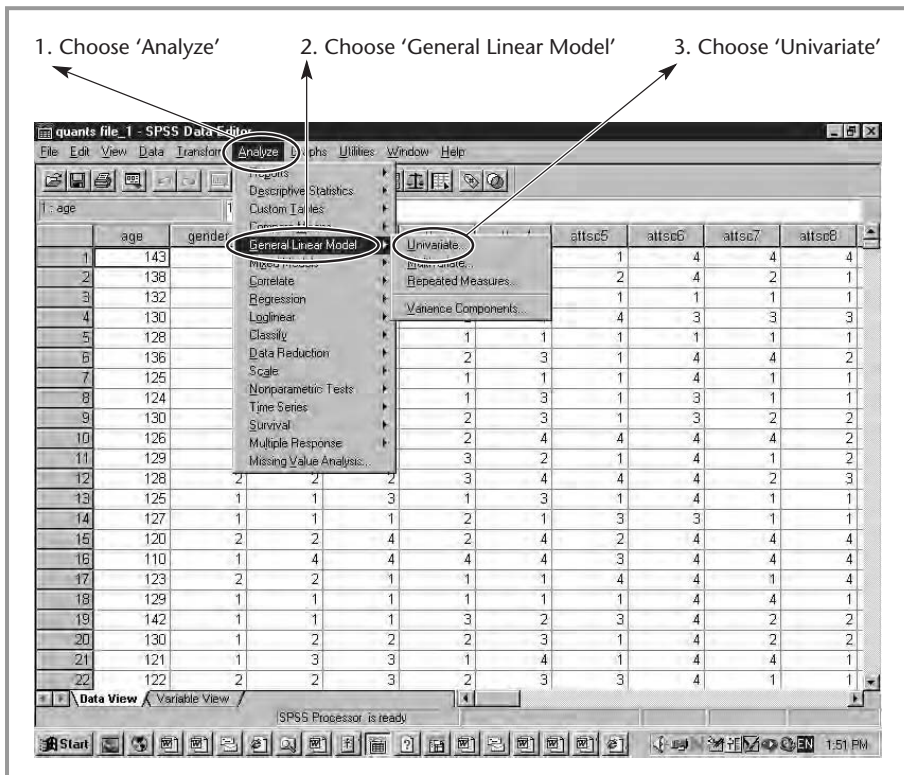 1. Choose ‘Analyze’ 2. Choose ‘General Linear Model’ 3. Choose ‘Univariate’
quants file_1 - SPSS Data Editor
File Edit View Data Transform Analyze Graphs Utilities Window Help
1 : age
Reports
Descriptive Statistics
Custom Tables
Compare Means
General Linear Model
Mixed Models
Correlate
Regression
Loglinear
Classify
Data Reduction
Scale
Nonparametric Tests
Time Series
Survival
Multiple Response
Missing Value Analysis...
Univariate...
Multivariate...
Repeated Measures...
Variance Components...
age gender attsc5 attsc6 attsc7 attsc8
1 143 1 4 4 4
2 138 2 4 2 1
3 132 1 1 1 1
4 130 4 3 3 3
5 128 1 1 1 1 1 1
6 136 2 3 1 4 4 2
7 125 1 1 1 4 1 1
8 124 1 3 1 3 1 1
9 130 2 3 1 3 2 2
10 126 2 4 4 4 4 2
11 129 3 2 1 4 1 2
12 128 2 2 2 3 4 4 4 2 3
13 125 1 1 3 1 3 1 4 1 1
14 127 1 1 1 2 1 3 3 1 1
15 120 2 2 4 2 4 2 4 4 4
16 110 1 4 4 4 4 3 4 4 4
17 123 2 2 1 1 1 4 4 1 4
18 129 1 1 1 1 1 1 4 4 1
19 142 1 1 1 3 2 3 4 2 2
20 130 1 2 2 2 3 1 4 2 2
21 121 1 3 3 1 4 1 4 4 1
22 122 2 2 3 2 3 3 4 1 1
Data View Variable View
SPSS Processor is ready
Start EN 1:51 PM